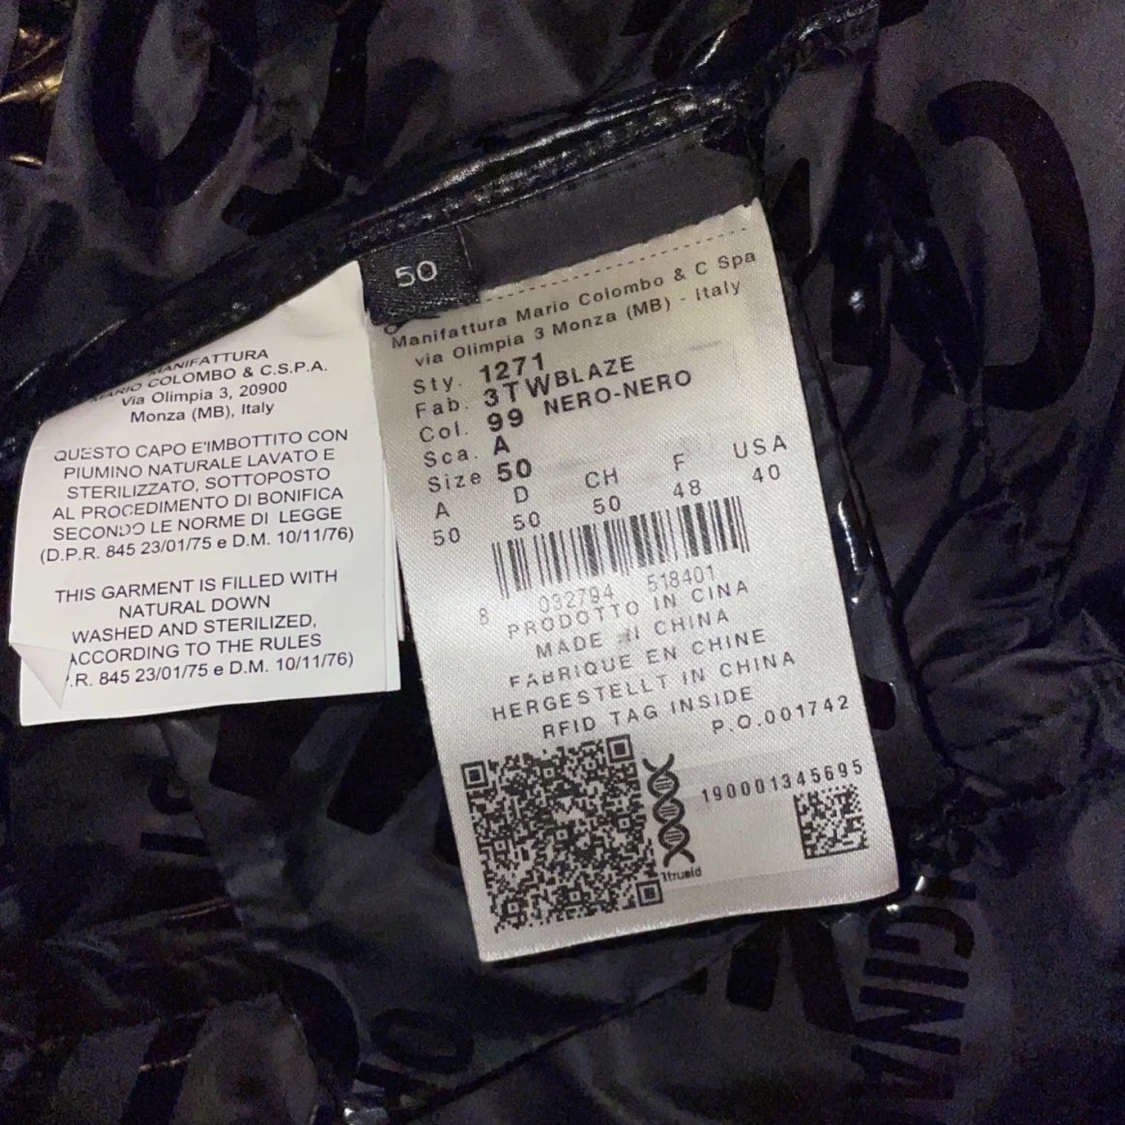 50
MANIFATTURA
MARIO COLOMBO & C.S.P.A.
Via Olimpia 3, 20900
Monza (MB), Italy
QUESTO CAPO E'IMBOTTITO CON
PIUMINO NATURALE LAVATO E
STERILIZZATO, SOTTOPOSTO
AL PROCEDIMENTO DI BONIFICA
SECONDO LE NORME DI LEGGE
(D.P.R. 845 23/01/75 e D.M. 10/11/76)
THIS GARMENT IS FILLED WITH
NATURAL DOWN
WASHED AND STERILIZED,
ACCORDING TO THE RULES
.R. 845 23/01/75 e D.M. 10/11/76)
Manifattura Mario Colombo & C Spa
via Olimpia 3 Monza (MB) - Italy
Sty. 1271
Fab. 3TWBLAZE
Col. 99 NERO-NERO
Sca. A
Size 50
A D CH F USA
50 50 50 48 40
8 032794 518401
PRODOTTO IN CINA
MADE IN CHINA
FABRIQUE EN CHINE
HERGESTELLT IN CHINA
RFID TAG INSIDE
P.O.001742
190001345695
1trueid